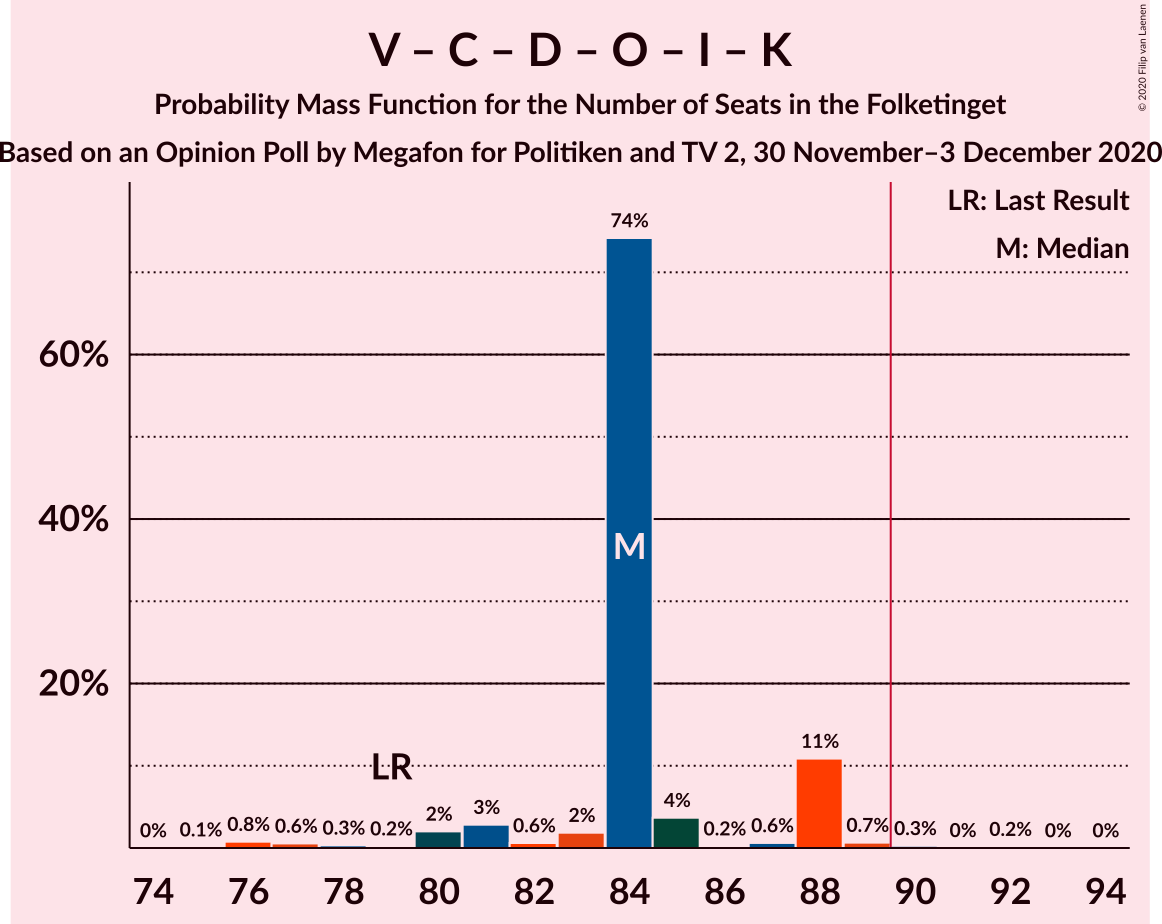 V – C – D – O – I – K
Probability Mass Function for the Number of Seats in the Folketinget
Based on an Opinion Poll by Megafon for Politiken and TV 2, 30 November–3 December 2020
© 2020 Filip van Laenen
LR: Last Result
M: Median
74%
60%
40%
M
20%
11%
LR
0% 0.1% 0.8% 0.6% 0.3% 0.2% 2% 3% 0.6% 2% 4% 0.2% 0.6% 0.7% 0.3% 0% 0.2% 0% 0%
74 76 78 80 82 84 86 88 90 92 94